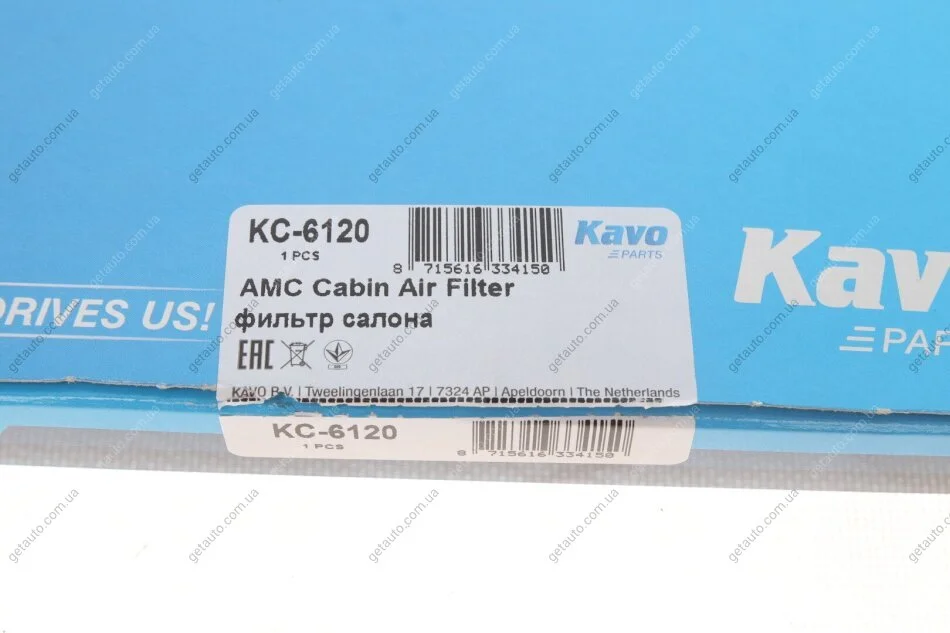 KC-6120
1 PCS
8 715616 334150
Kavo
PARTS
AMC Cabin Air Filter
фильтр салона
EAC
KAVO B.V. | Tweelingenlaan 17 | 7324 AP | Apeldoorn | The Netherlands
DRIVES US!
Kav
PAR
KC-6120
1 PCS
8 715616 334150
getauto.com.ua